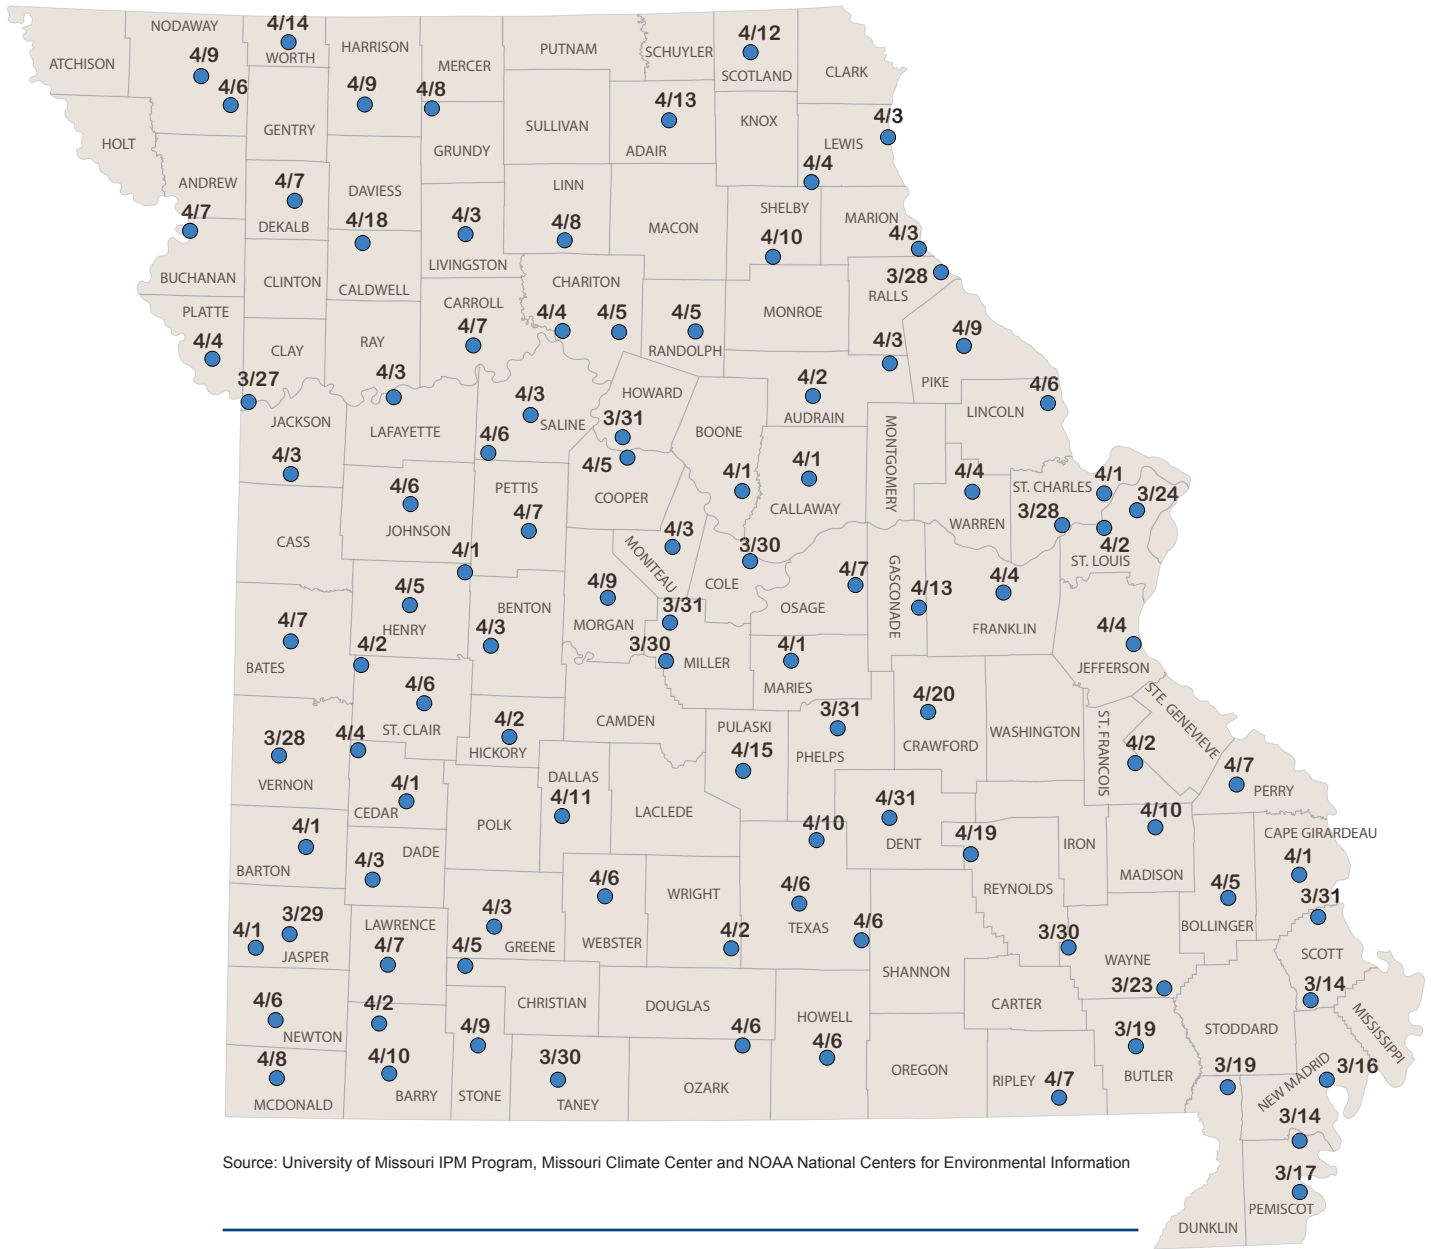 4/14
NODAWAY
4/12
HARRISON
PUTNAM
SCHUYLER
4/9
WORTH
ATCHISON
MERCER
SCOTLAND
CLARK
4/6
4/9
4/8
4/13
4/3
KNOX
GENTRY
SULLIVAN
HOLT
LEWIS
GRUNDY
ADAIR
4/4
ANDREW
4/7
DAVIESS
LINN
SHELBY
4/7
4/18
4/3
4/8
MARION
DEKALB
MACON
4/10
4/3
LIVINGSTON
BUCHANAN
CLINTON
CALDWELL
CHARITON
3/28
RALLS
CARROLL
PLATTE
4/4
4/5
4/5
MONROE
4/7
4/9
4/4
CLAY
RAY
RANDOLPH
4/3
3/27
4/3
4/2
PIKE
4/6
4/3
HOWARD
JACKSON
LINCOLN
AUDRAIN
SALINE
3/31
LAFAYETTE
BOONE
4/6
MONTGOMERY
4/3
4/5
4/1
4/1
4/4
4/1
4/6
PETTIS
COOPER
ST. CHARLES
3/24
CALLAWAY
4/7
3/28
JOHNSON
WARREN
4/3
CASS
3/30
4/2
4/1
MONITEAU
ST. LOUIS
4/9
COLE
4/7
GASCONADE
4/4
4/5
4/13
BENTON
3/31
OSAGE
4/7
HENRY
4/3
MORGAN
FRANKLIN
4/4
4/2
3/30
MILLER
4/1
BATES
JEFFERSON
4/6
MARIES
4/20
STE. GENEVIEVE
3/31
4/2
CAMDEN
PULASKI
ST. CLAIR
WASHINGTON
ST. FRANCOIS
3/28
4/4
HICKORY
4/15
PHELPS
CRAWFORD
4/2
4/7
VERNON
4/1
DALLAS
PERRY
4/11
4/31
CEDAR
LACLEDE
4/10
POLK
4/10
4/19
CAPE GIRARDEAU
4/1
DENT
IRON
DADE
4/3
4/1
BARTON
MADISON
4/6
4/6
4/5
WRIGHT
REYNOLDS
3/31
3/29
4/3
LAWRENCE
TEXAS
4/6
BOLLINGER
4/1
4/7
4/5
GREENE
WEBSTER
4/2
3/30
JASPER
SCOTT
WAYNE
SHANNON
3/14
3/23
4/6
4/2
CHRISTIAN
DOUGLAS
CARTER
HOWELL
MISSISSIPPI
4/9
4/6
4/6
3/19
STODDARD
NEWTON
4/8
4/10
3/30
3/19
3/16
OREGON
RIPLEY
4/7
BUTLER
NEW MADRID
OZARK
BARRY
STONE
MCDONALD
TANEY
3/14
Source: University of Missouri IPM Program, Missouri Climate Center and NOAA National Centers for Environmental Information
3/17
PEMISCOT
DUNKLIN